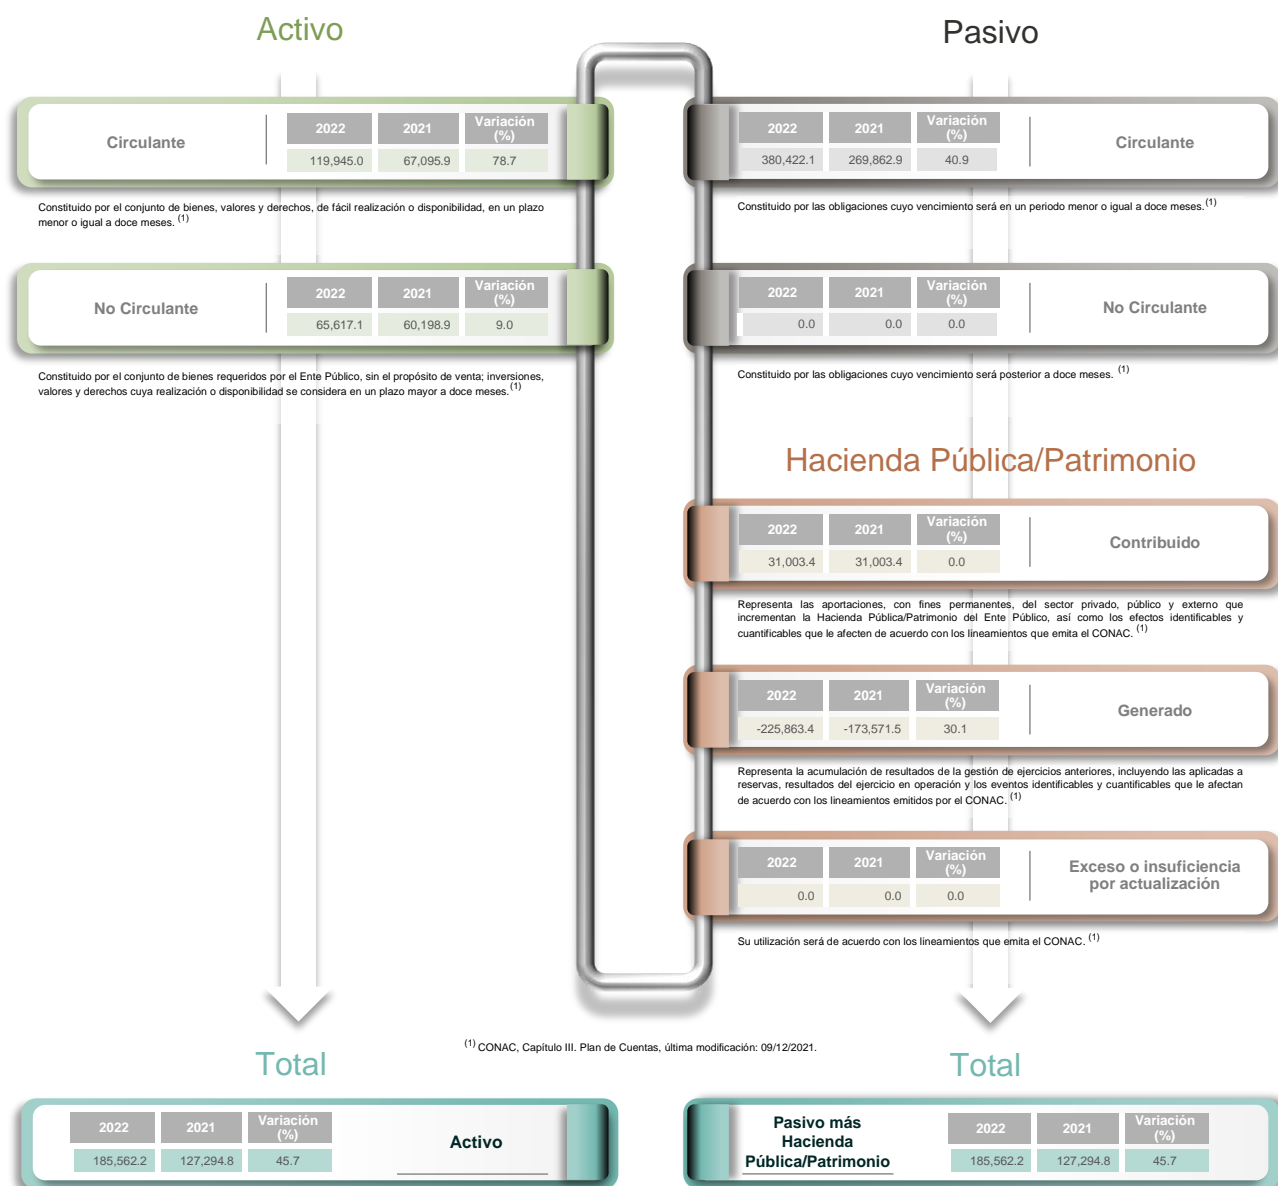 Activo
Circulante
2022 2021 Variación (%)
119,945.0 67,095.9 78.7
Constituido por el conjunto de bienes, valores y derechos, de fácil realización o disponibilidad, en un plazo
menor o igual a doce meses. (1)
No Circulante
2022 2021 Variación (%)
65,617.1 60,198.9 9.0
Constituido por el conjunto de bienes requeridos por el Ente Público, sin el propósito de venta; inversiones,
valores y derechos cuya realización o disponibilidad se considera en un plazo mayor a doce meses. (1)
Pasivo
2022 2021 Variación (%)
380,422.1 269,862.9 40.9
Circulante
Constituido por las obligaciones cuyo vencimiento será en un periodo menor o igual a doce meses. (1)
2022 2021 Variación (%)
0.0 0.0 0.0
No Circulante
Constituido por las obligaciones cuyo vencimiento será posterior a doce meses. (1)
Hacienda Pública/Patrimonio
2022 2021 Variación (%)
31,003.4 31,003.4 0.0
Contribuido
Representa las aportaciones, con fines permanentes, del sector privado, público y externo que
incrementan la Hacienda Pública/Patrimonio del Ente Público, así como los efectos identificables y
cuantificables que le afecten de acuerdo con los lineamientos que emita el CONAC. (1)
2022 2021 Variación (%)
-225,863.4 -173,571.5 30.1
Generado
Representa la acumulación de resultados de la gestión de ejercicios anteriores, incluyendo las aplicadas a
reservas, resultados del ejercicio en operación y los eventos identificables y cuantificables que le afectan
de acuerdo con los lineamientos emitidos por el CONAC. (1)
2022 2021 Variación (%)
0.0 0.0 0.0
Exceso o insuficiencia
por actualización
Su utilización será de acuerdo con los lineamientos que emita el CONAC. (1)
(1) CONAC, Capítulo III. Plan de Cuentas, última modificación: 09/12/2021.
Total
2022 2021 Variación (%)
185,562.2 127,294.8 45.7
Activo
Total
Pasivo más
Hacienda
Pública/Patrimonio
2022 2021 Variación (%)
185,562.2 127,294.8 45.7